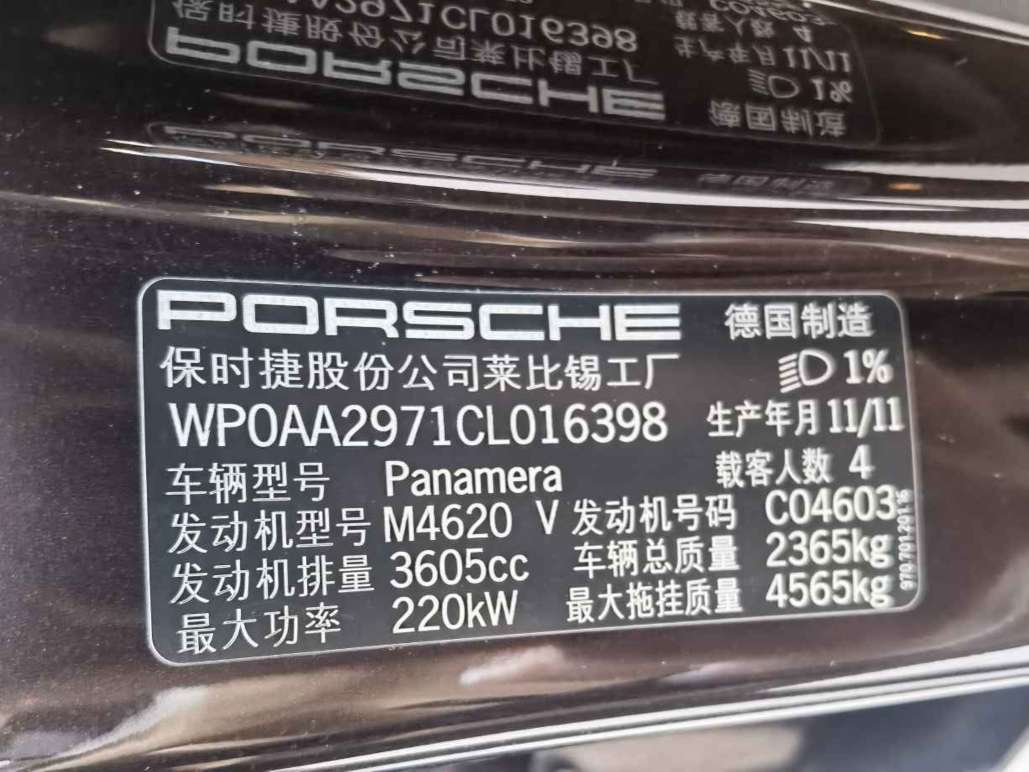 PORSCHE 德国制造
保时捷股份公司莱比锡工厂 1%
WP0AA2971CL016398 生产年月 11/11
车辆型号 Panamera 载客人数 4
发动机型号 M4620 V 发动机号码 C04603
发动机排量 3605cc 车辆总质量 2365kg
最大功率 220kW 最大拖挂质量 4565kg
970.701.201.16